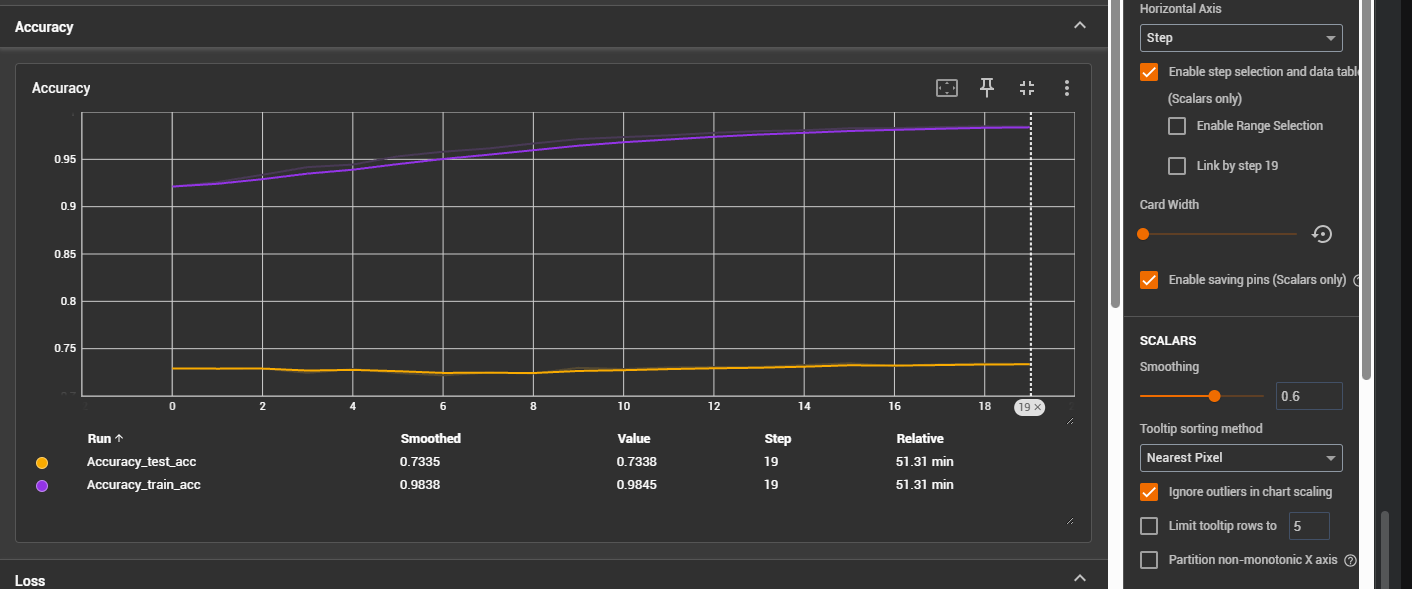 Accuracy
Accuracy
0.95
0.9
0.85
0.8
0.75
0 2 4 6 8 10 12 14 16 18 19 ×
Run ↑ Smoothed Value Step Relative
Accuracy_test_acc 0.7335 0.7338 19 51.31 min
Accuracy_train_acc 0.9838 0.9845 19 51.31 min
Loss
Horizontal Axis
Step
Enable step selection and data table
(Scalars only)
Enable Range Selection
Link by step 19
Card Width
Enable saving pins (Scalars only)
SCALARS
Smoothing
0.6
Tooltip sorting method
Nearest Pixel
Ignore outliers in chart scaling
Limit tooltip rows to 5
Partition non-monotonic X axis ?